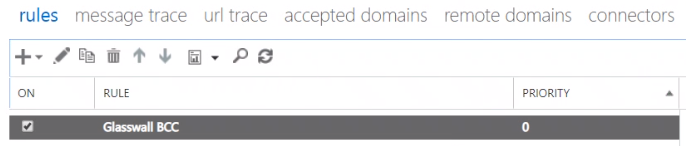 rules message trace url trace accepted domains remote domains connectors
ON RULE PRIORITY
Glasswall BCC 0